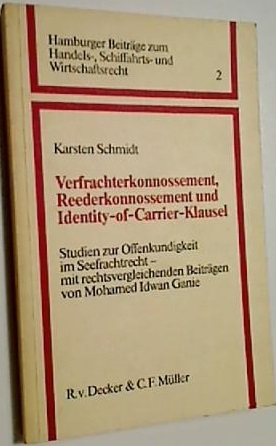 Hamburger Beiträge zum
Handels-, Schiffahrts- und
Wirtschaftsrecht
2
Karsten Schmidt
Verfrachterkonnossement,
Reederkonnossement und
Identity-of-Carrier-Klausel
Studien zur Offenkundigkeit
im Seefrachtrecht –
mit rechtsvergleichenden Beiträgen
von Mohamed Idwan Ganie
R. v. Decker & C. F. Müller